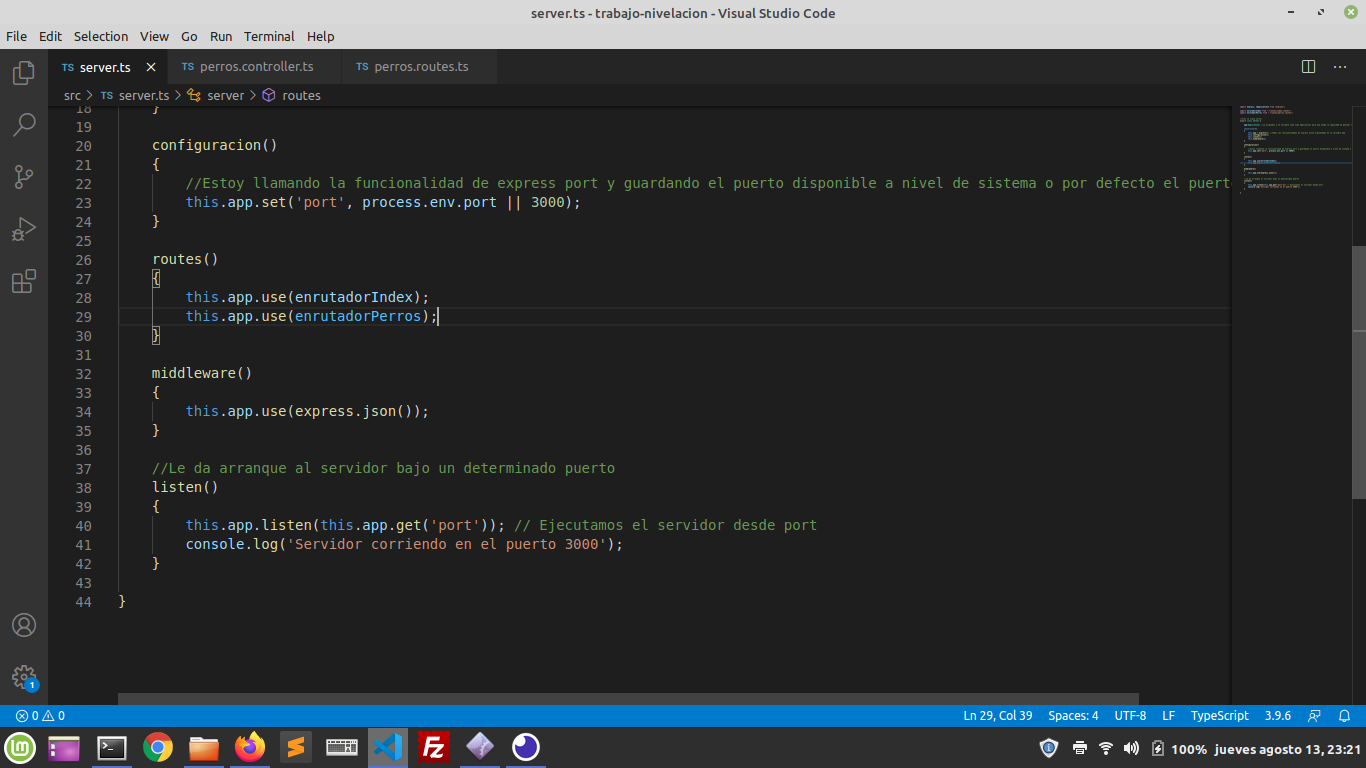 server.ts - trabajo-nivelacion - Visual Studio Code
File Edit Selection View Go Run Terminal Help
TS server.ts TS perros.controller.ts TS perros.routes.ts
src > TS server.ts > server > routes
18 }
19
20 configuracion()
21 {
22 //Estoy llamando la funcionalidad de express port y guardando el puerto disponible a nivel de sistema o por defecto el puert
23 this.app.set('port', process.env.port || 3000);
24 }
25
26 routes()
27 {
28 this.app.use(enrutadorIndex);
29 this.app.use(enrutadorPerros);
30 }
31
32 middleware()
33 {
34 this.app.use(express.json());
35 }
36
37 //Le da arranque al servidor bajo un determinado puerto
38 listen()
39 {
40 this.app.listen(this.app.get('port')); // Ejecutamos el servidor desde port
41 console.log('Servidor corriendo en el puerto 3000');
42 }
43
44 }
1
0 0 Ln 29, Col 39 Spaces: 4 UTF-8 LF TypeScript 3.9.6
100% jueves agosto 13, 23:21